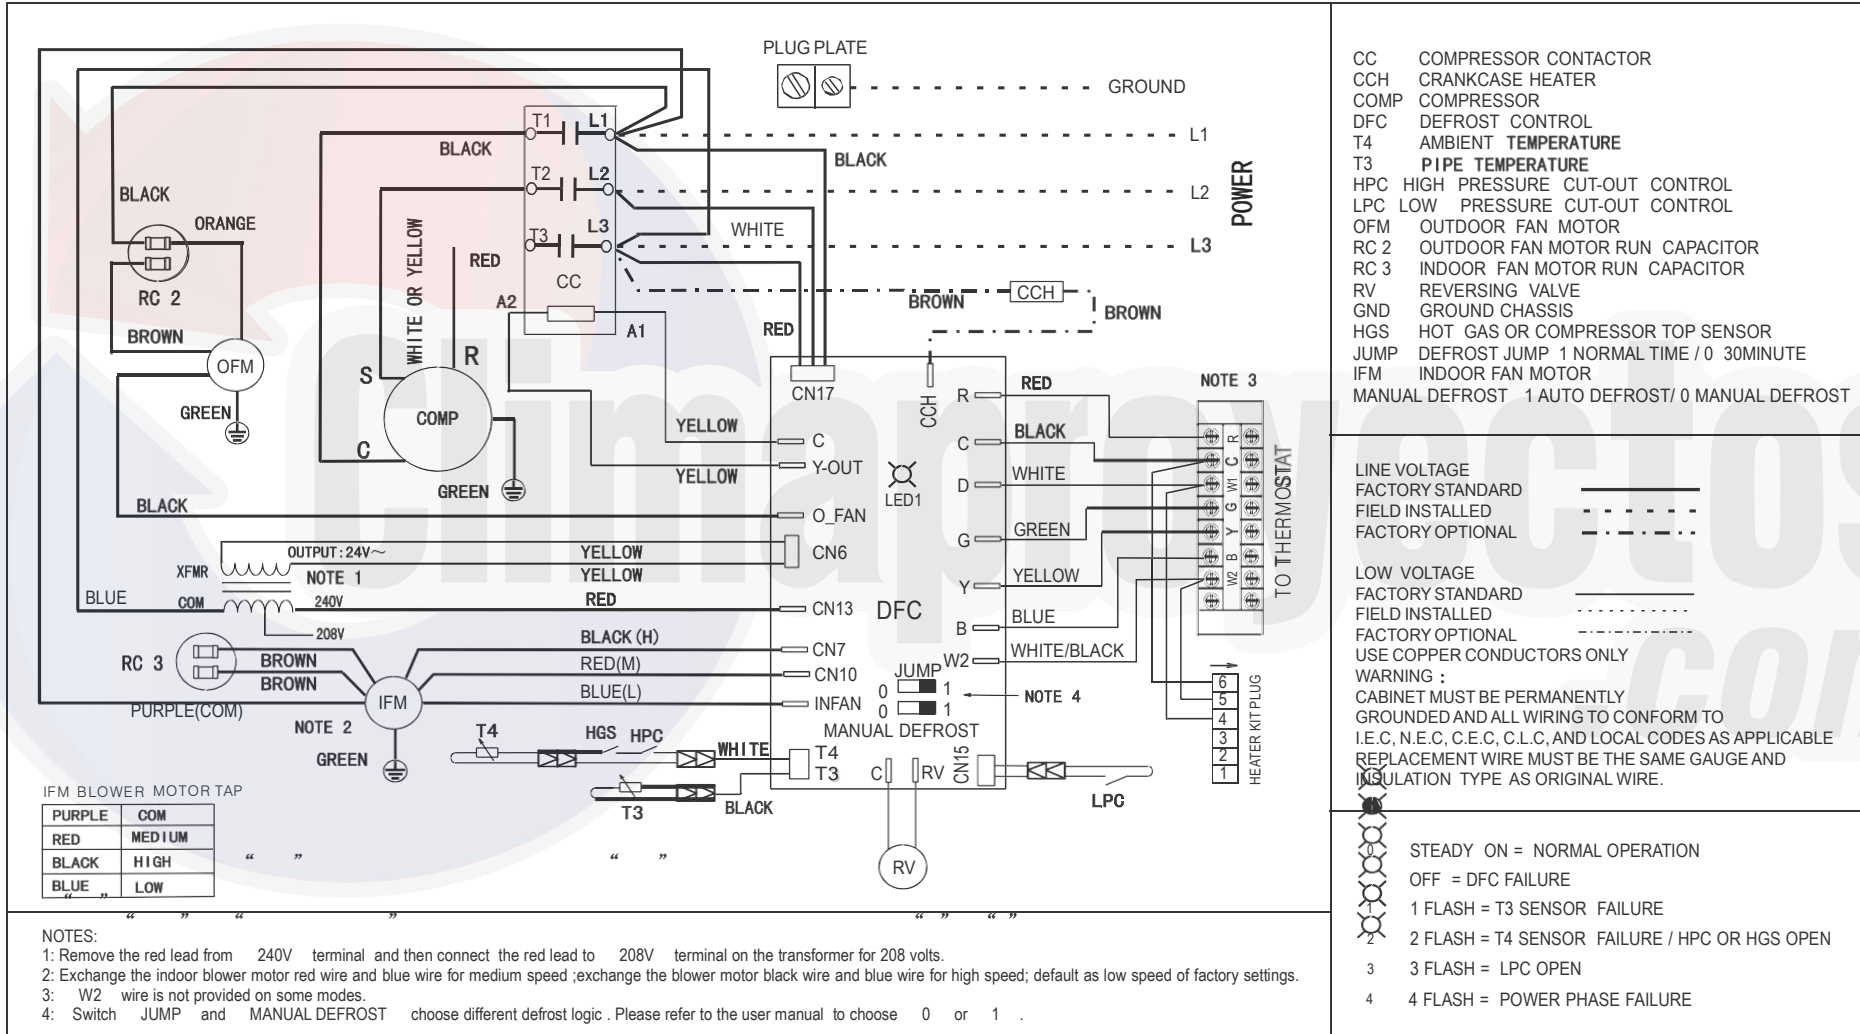 PLUG PLATE
GROUND
T1
L1
L1
BLACK
BLACK
T2
L2
L2
POWER
BLACK
ORANGE
T3
L3
WHITE
L3
WHITE OR YELLOW
RED
CC
RC 2
A2
A1
RED
BROWN
CCH
BROWN
BROWN
OFM
S
R
CN17
CCH
R
RED
NOTE 3
GREEN
COMP
YELLOW
C
C
BLACK
C
YELLOW
Y-OUT
WHITE
D
LED1
GREEN
BLACK
O_FAN
GREEN
G
OUTPUT:24V~
YELLOW
CN6
XFMR
NOTE 1
YELLOW
YELLOW
Y
BLUE
COM
240V
RED
CN13
DFC
BLUE
B
208V
BLACK (H)
CN7
WHITE/BLACK
W2
RC 3
BROWN
BROWN
RED(M)
CN10
JUMP
0
1
BLUE(L)
INFAN
0
1
NOTE 4
PURPLE(COM)
IFM
NOTE 2
MANUAL DEFROST
GREEN
T4
HGS
HPC
WHITE
T4
T3
C
RV
CN15
T3
BLACK
LPC
RV
R
C
W1
G
Y
B
W2
TO THERMOSTAT
6
5
4
3
2
1
HEATER KIT PLUG
IFM BLOWER MOTOR TAP
PURPLE COM
RED MEDIUM
BLACK HIGH
BLUE LOW
“ ” “ ”
“ ”
“ ” “ ” “ ” “ ”
NOTES:
1: Remove the red lead from 240V terminal and then connect the red lead to 208V terminal on the transformer for 208 volts.
2: Exchange the indoor blower motor red wire and blue wire for medium speed ;exchange the blower motor black wire and blue wire for high speed; default as low speed of factory settings.
3: W2 wire is not provided on some modes.
4: Switch JUMP and MANUAL DEFROST choose different defrost logic . Please refer to the user manual to choose 0 or 1 .
CC COMPRESSOR CONTACTOR
CCH CRANKCASE HEATER
COMP COMPRESSOR
DFC DEFROST CONTROL
T4 AMBIENT TEMPERATURE
T3 PIPE TEMPERATURE
HPC HIGH PRESSURE CUT-OUT CONTROL
LPC LOW PRESSURE CUT-OUT CONTROL
OFM OUTDOOR FAN MOTOR
RC 2 OUTDOOR FAN MOTOR RUN CAPACITOR
RC 3 INDOOR FAN MOTOR RUN CAPACITOR
RV REVERSING VALVE
GND GROUND CHASSIS
HGS HOT GAS OR COMPRESSOR TOP SENSOR
JUMP DEFROST JUMP 1 NORMAL TIME / 0 30MINUTE
IFM INDOOR FAN MOTOR
MANUAL DEFROST 1 AUTO DEFROST/ 0 MANUAL DEFROST
LINE VOLTAGE
FACTORY STANDARD
FIELD INSTALLED
FACTORY OPTIONAL
LOW VOLTAGE
FACTORY STANDARD
FIELD INSTALLED
FACTORY OPTIONAL
USE COPPER CONDUCTORS ONLY
WARNING :
CABINET MUST BE PERMANENTLY
GROUNDED AND ALL WIRING TO CONFORM TO
I.E.C, N.E.C, C.E.C, C.L.C, AND LOCAL CODES AS APPLICABLE
REPLACEMENT WIRE MUST BE THE SAME GAUGE AND
INSULATION TYPE AS ORIGINAL WIRE.
0 STEADY ON = NORMAL OPERATION
OFF = DFC FAILURE
1 1 FLASH = T3 SENSOR FAILURE
2 2 FLASH = T4 SENSOR FAILURE / HPC OR HGS OPEN
3 3 FLASH = LPC OPEN
4 4 FLASH = POWER PHASE FAILURE
Climaproyectos
.com